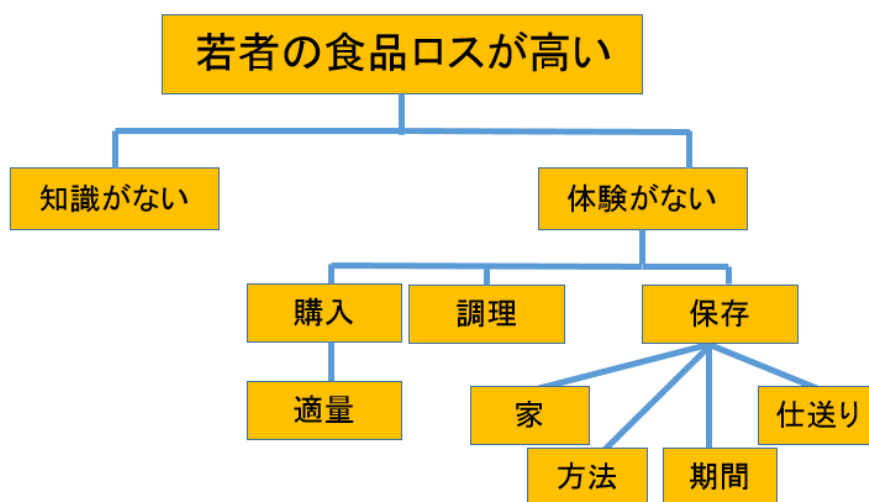 若者の食品ロスが高い
知識がない
体験がない
購入
調理
保存
適量
家
仕送り
方法
期間